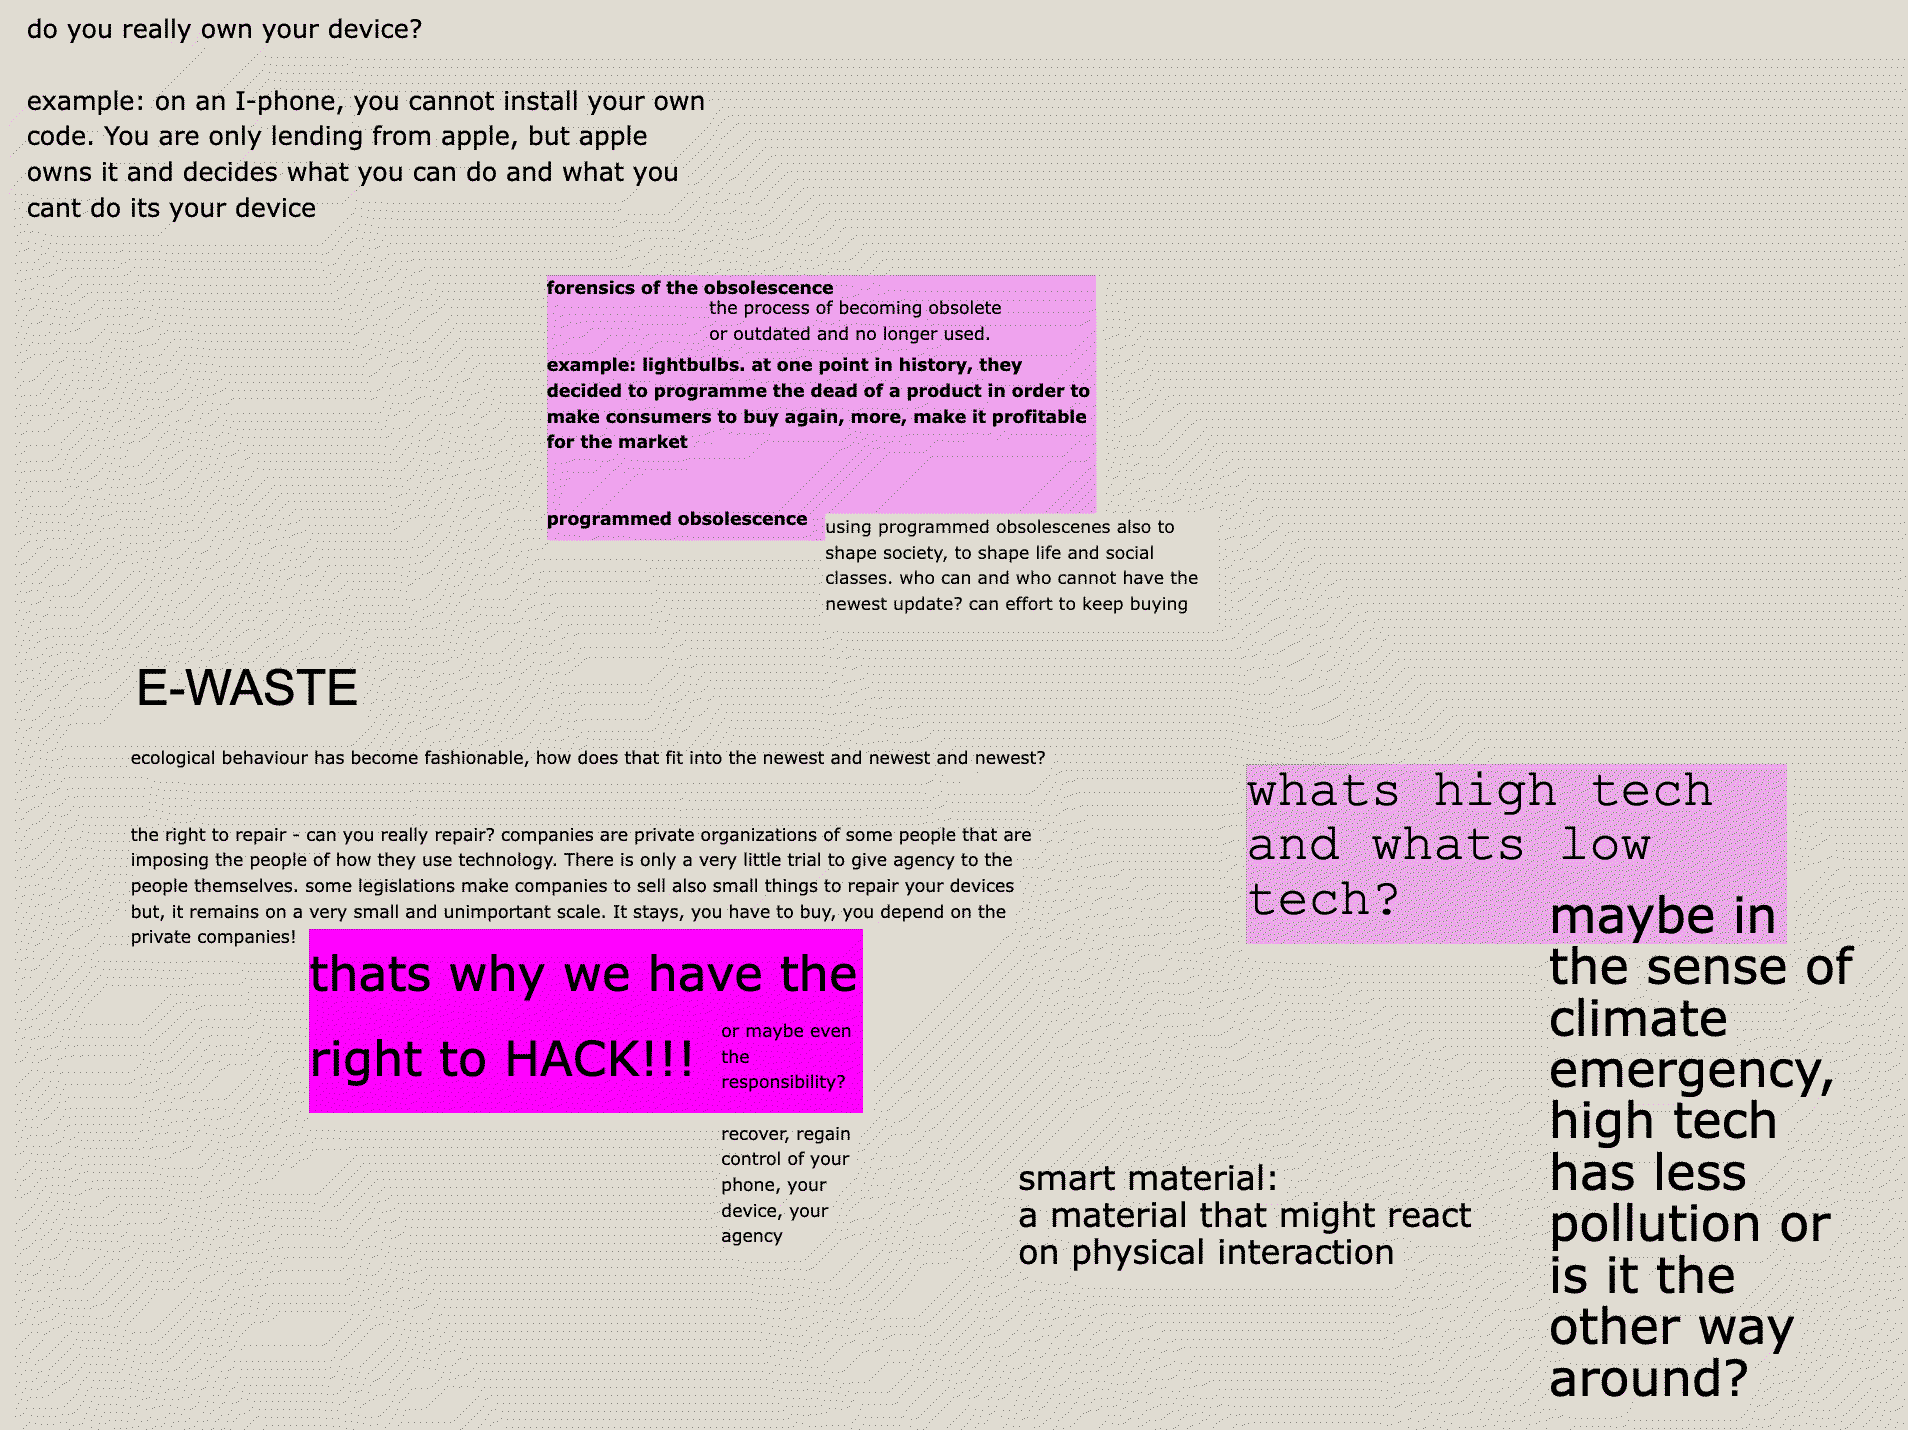 do you really own your device?
example: on an I-phone, you cannot install your own
code. You are only lending from apple, but apple
owns it and decides what you can do and what you
cant do its your device
forensics of the obsolescence
the process of becoming obsolete
or outdated and no longer used.
example: lightbulbs. at one point in history, they
decided to programme the dead of a product in order to
make consumers to buy again, more, make it profitable
for the market
programmed obsolescence
using programmed obsolescenes also to
shape society, to shape life and social
classes. who can and who cannot have the
newest update? can effort to keep buying
E-WASTE
ecological behaviour has become fashionable, how does that fit into the newest and newest and newest?
the right to repair - can you really repair? companies are private organizations of some people that are
imposing the people of how they use technology. There is only a very little trial to give agency to the
people themselves. some legislations make companies to sell also small things to repair your devices
but, it remains on a very small and unimportant scale. It stays, you have to buy, you depend on the
private companies!
thats why we have the
right to HACK!!!
or maybe even
the
responsibility?
recover, regain
control of your
phone, your
device, your
agency
whats high tech
and whats low
tech?
maybe in
the sense of
climate
emergency,
high tech
has less
pollution or
is it the
other way
around?
smart material:
a material that might react
on physical interaction